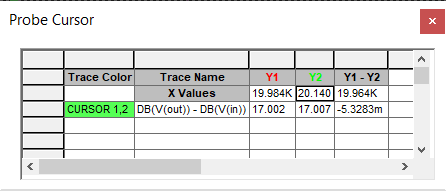 Probe Cursor
Trace Color Trace Name Y1 Y2 Y1 - Y2
X Values 19.984K 20.140 19.964K
CURSOR 1,2 DB(V(out)) - DB(V(in)) 17.002 17.007 -5.3283m